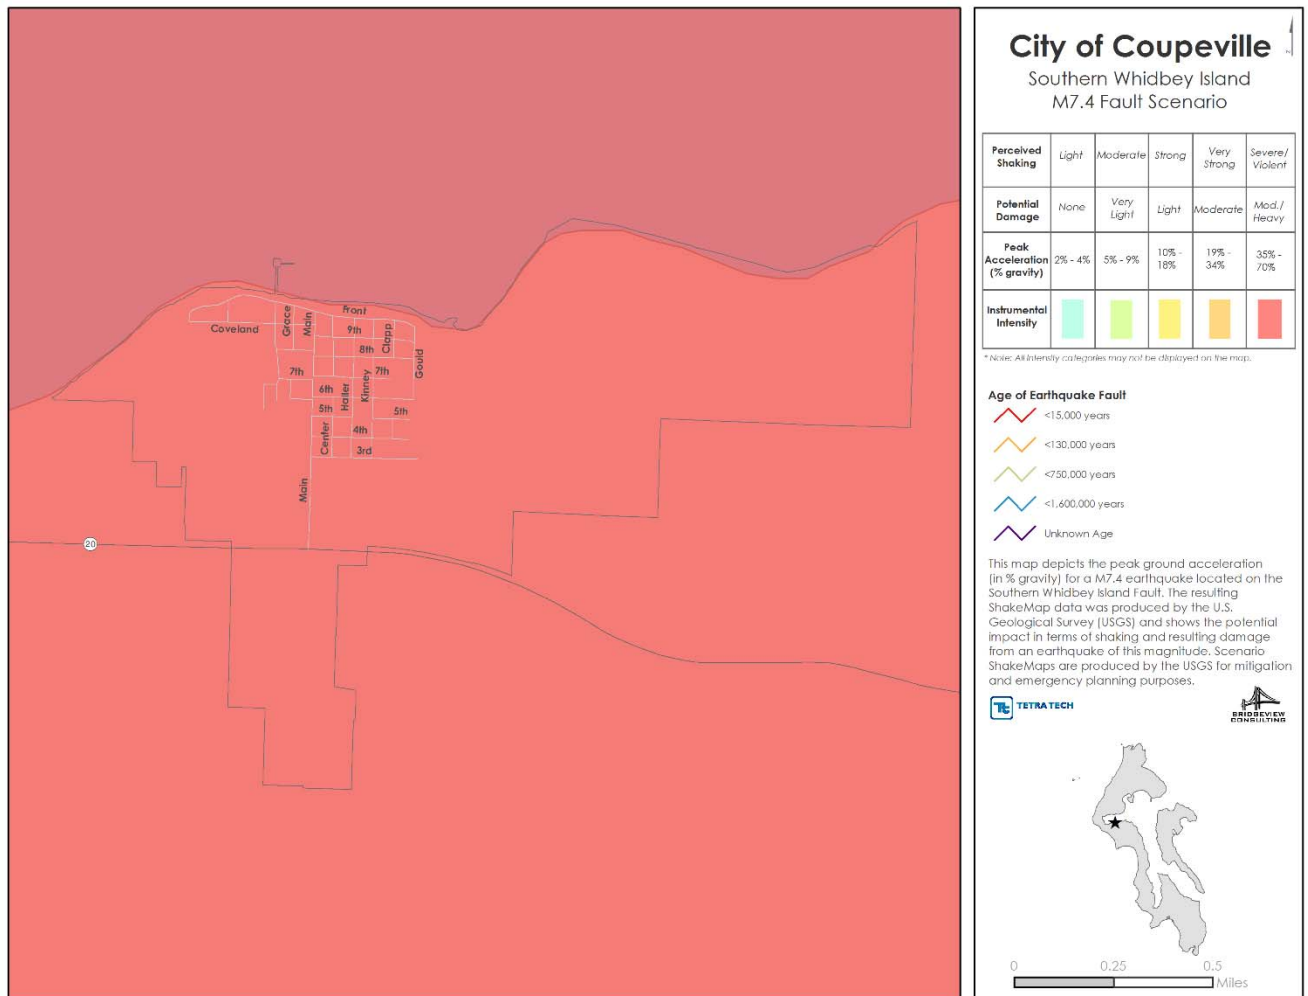 Front
Coveland
Grace
Main
9th
Clapp
8th
Gould
7th
7th
Kinney
6th
Haller
5th
5th
Center
4th
3rd
Main
20
City of Coupeville
N
Southern Whidbey Island
M7.4 Fault Scenario
Perceived Shaking Light Moderate Strong Very Strong Severe/ Violent
Potential Damage None Very Light Light Moderate Mod./ Heavy
Peak Acceleration (% gravity) 2% - 4% 5% - 9% 10% - 18% 19% - 34% 35% - 70%
Instrumental Intensity
* Note: All intensity categories may not be displayed on the map.
Age of Earthquake Fault
<15,000 years
<130,000 years
<750,000 years
<1,600,000 years
Unknown Age
This map depicts the peak ground acceleration
(in % gravity) for a M7.4 earthquake located on the
Southern Whidbey Island Fault. The resulting
ShakeMap data was produced by the U.S.
Geological Survey (USGS) and shows the potential
impact in terms of shaking and resulting damage
from an earthquake of this magnitude. Scenario
ShakeMaps are produced by the USGS for mitigation
and emergency planning purposes.
Tt TETRA TECH
BRIDGEVIEW
CONSULTING
0 0.25 0.5
Miles